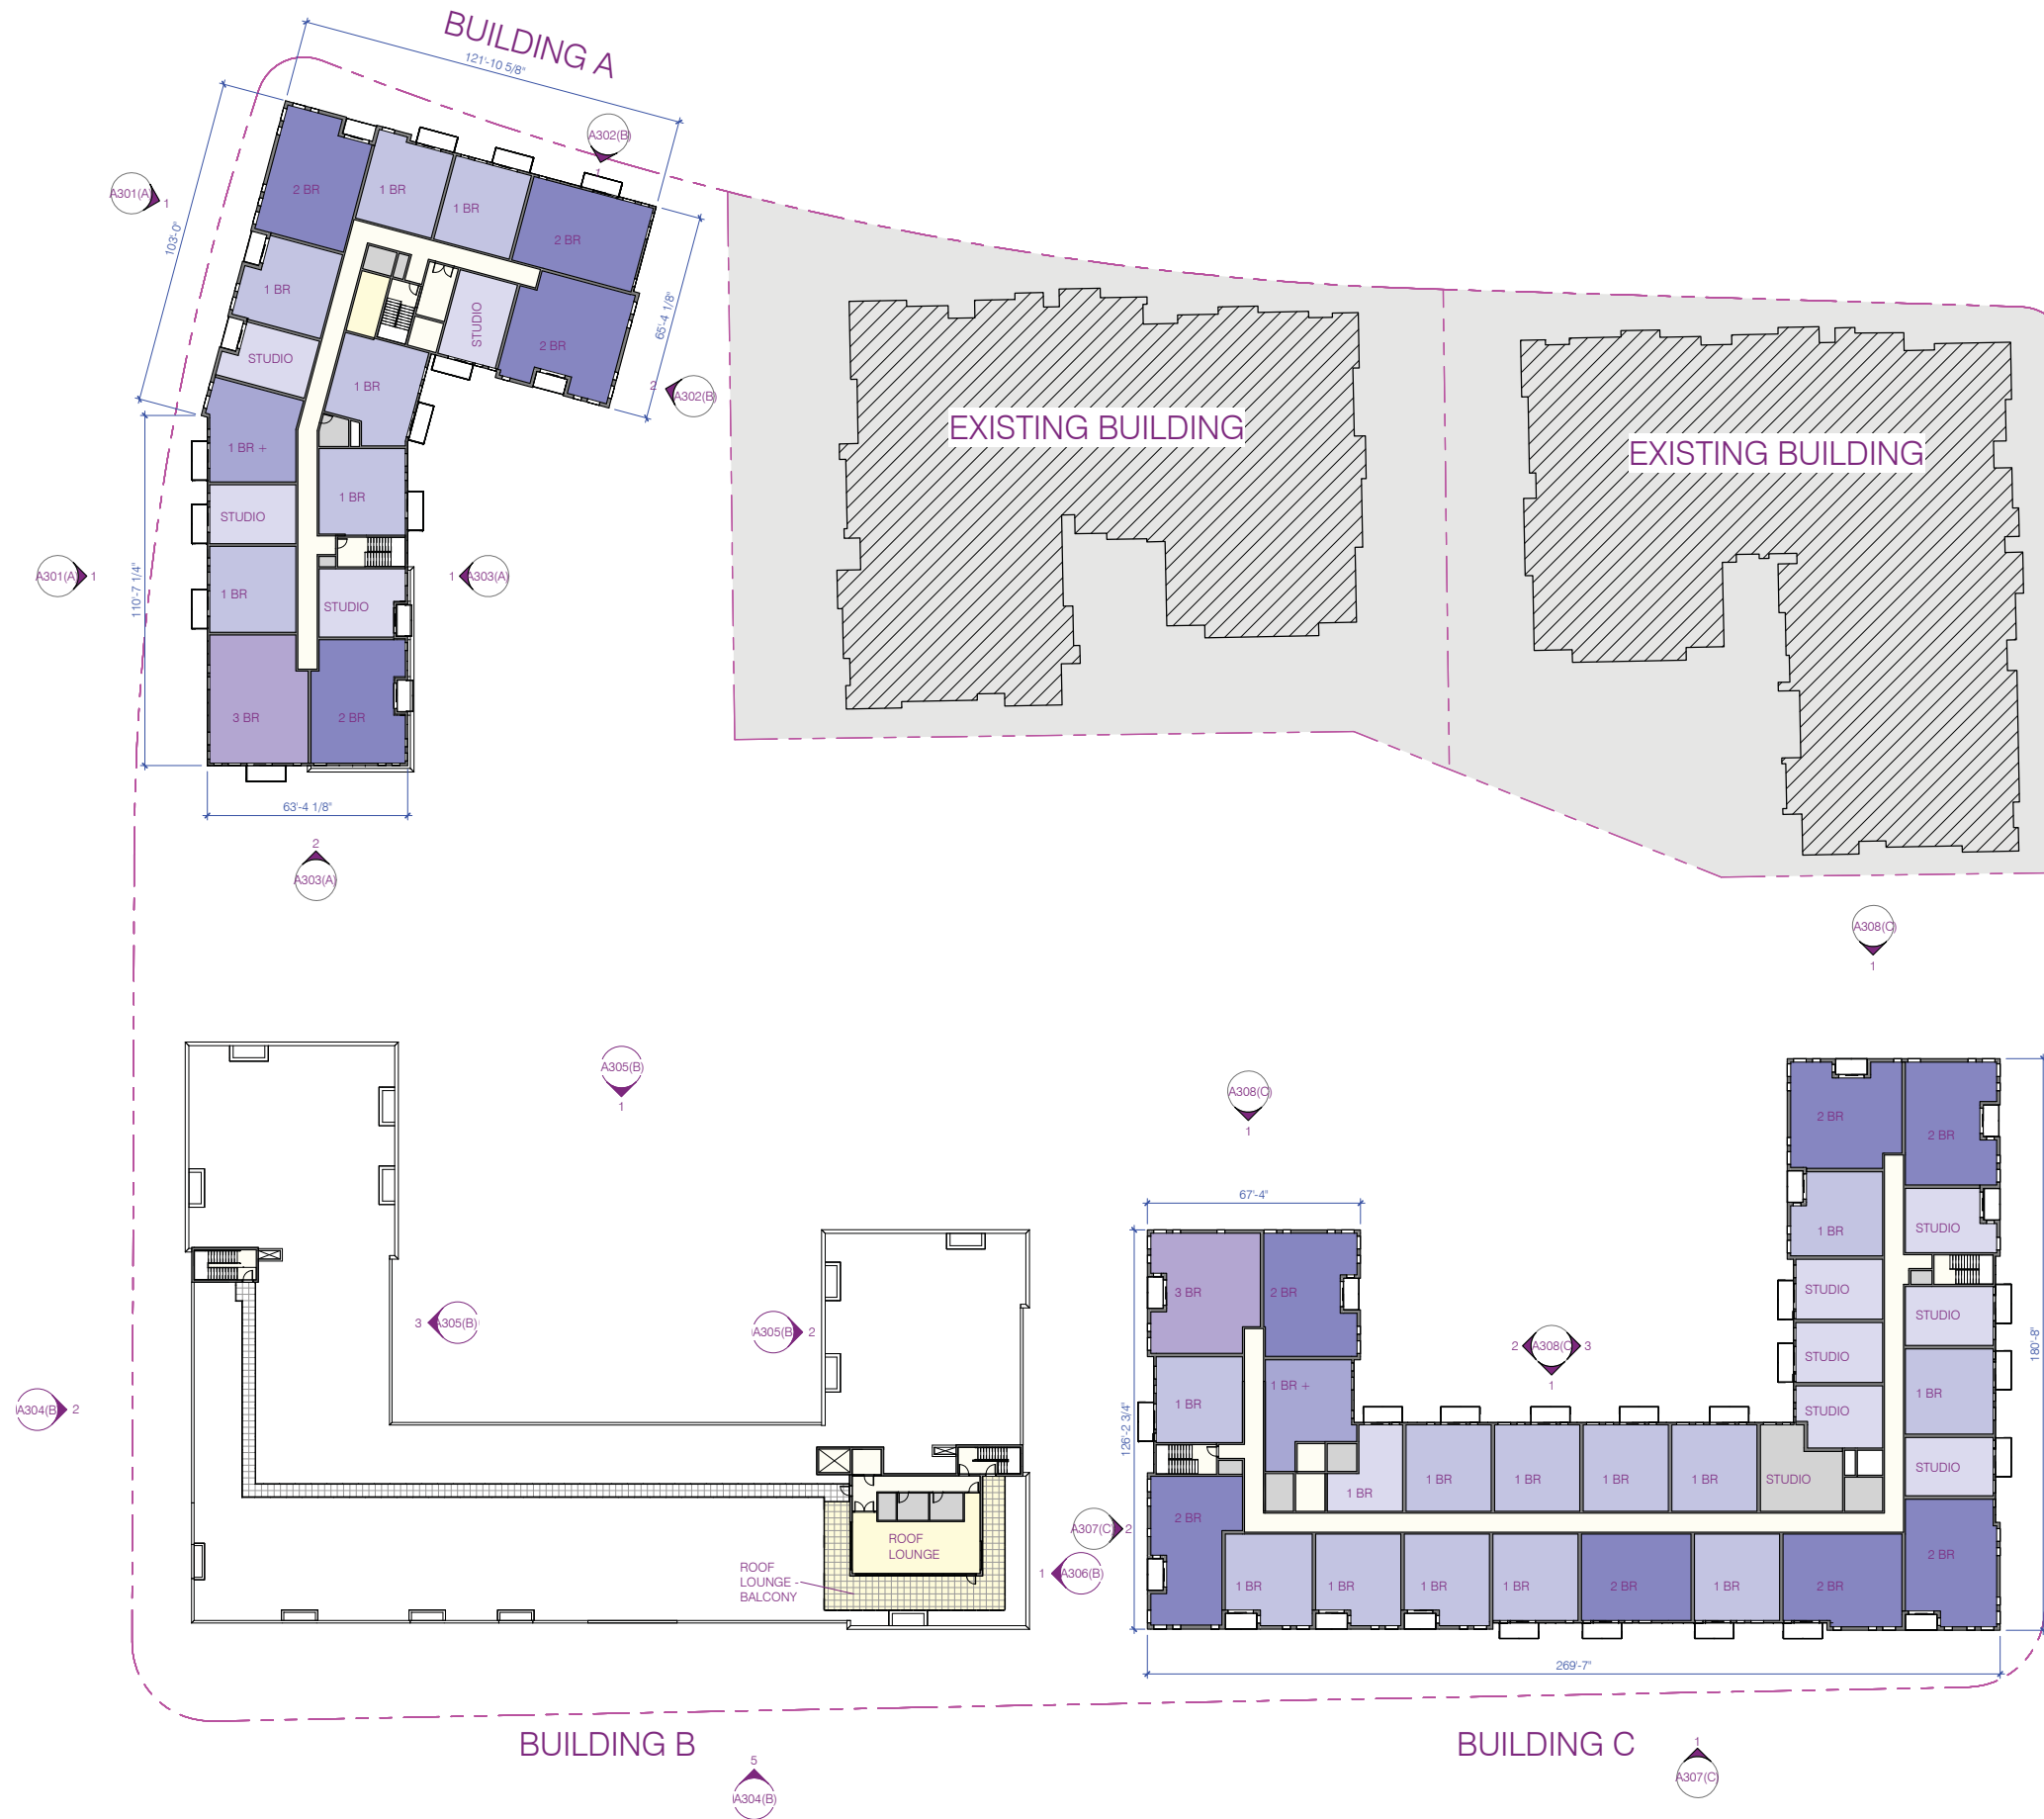 BUILDING A
121'-10 5/8"
A302(B)
1
A301(A)
1
103'-0"
2 BR
1 BR
1 BR
2 BR
1 BR
STUDIO
STUDIO
2 BR
1 BR
65'-4 1/8"
2
A302(B)
1 BR +
1 BR
STUDIO
EXISTING BUILDING
EXISTING BUILDING
A301(A)
1
110'-7 1/4"
1 BR
STUDIO
1
A303(A)
3 BR
2 BR
63'-4 1/8"
2
A303(A)
A308(C)
1
A305(B)
1
A308(C)
1
2 BR
2 BR
67'-4"
1 BR
STUDIO
3 BR
2 BR
STUDIO
STUDIO
3
A305(B)
A305(B)
2
2
A308(C)
3
1
STUDIO
180'-8"
1 BR +
1 BR
1 BR
STUDIO
A304(B)
2
126'-2 3/4"
1 BR
1 BR
1 BR
1 BR
1 BR
STUDIO
STUDIO
2 BR
A307(C)
2
ROOF
LOUNGE
ROOF
LOUNGE -
BALCONY
1
A306(B)
2 BR
1 BR
1 BR
1 BR
1 BR
2 BR
1 BR
2 BR
269'-7"
BUILDING B
BUILDING C
5
A304(B)
1
A307(C)